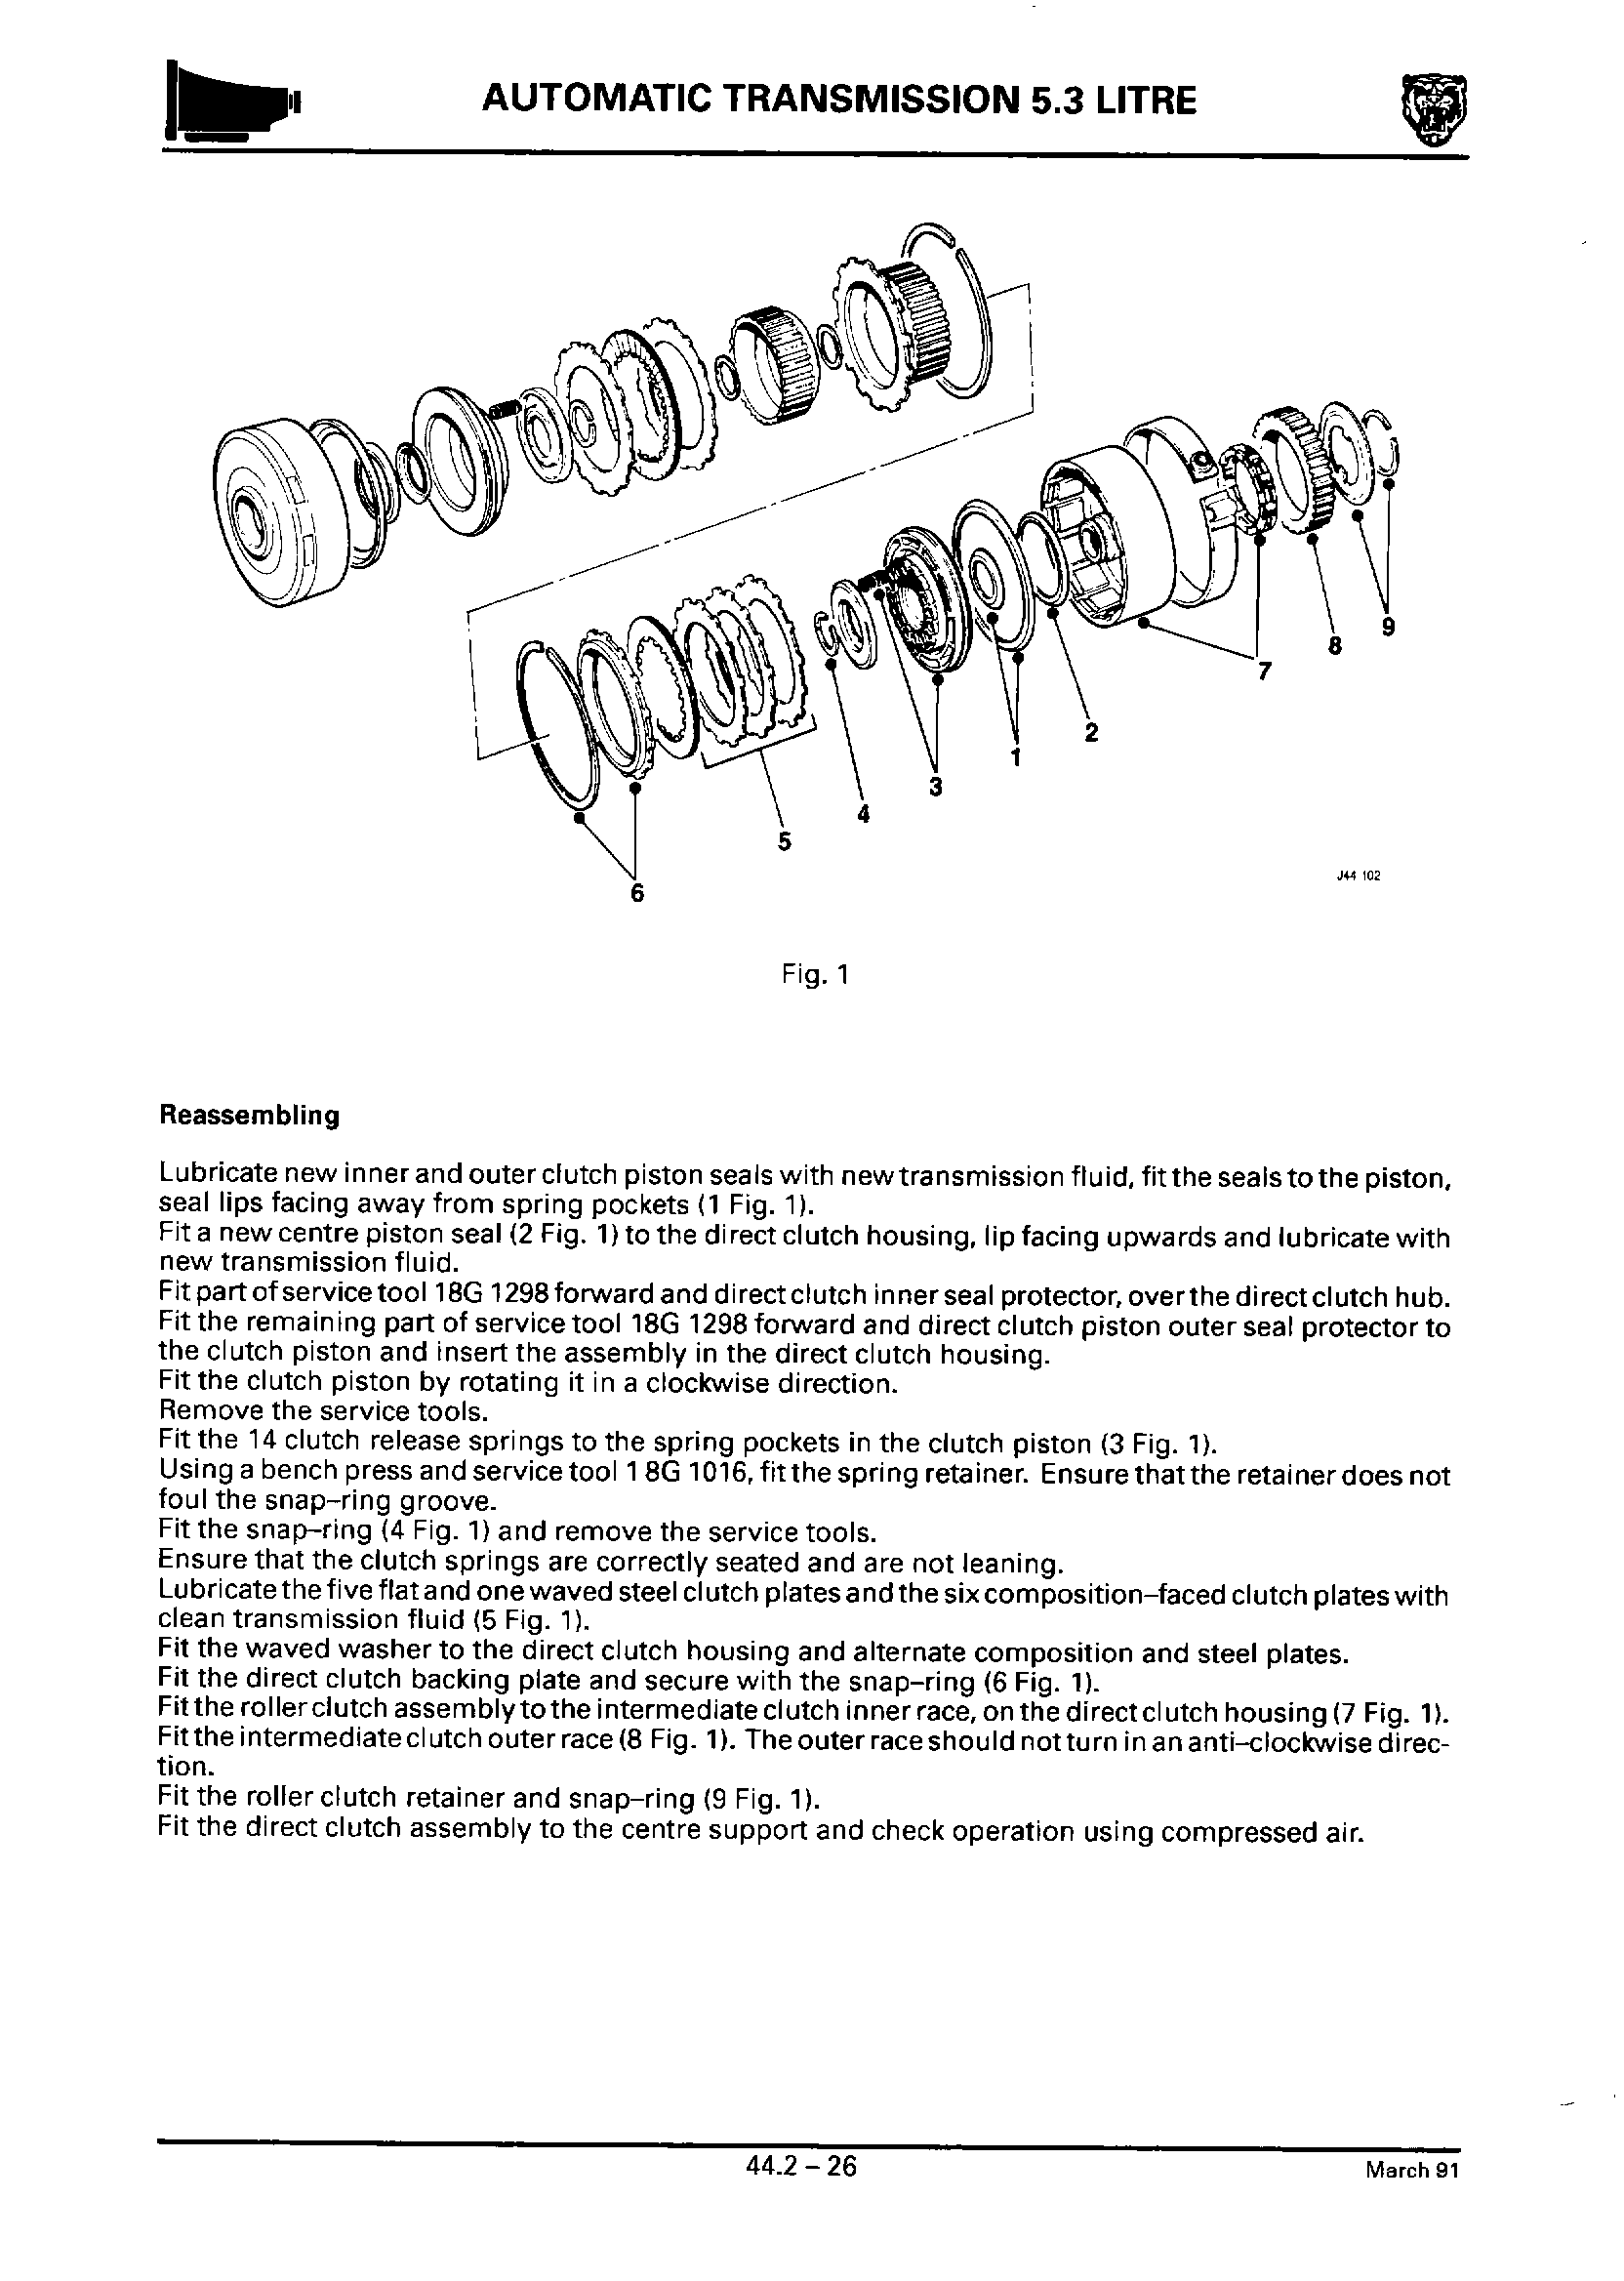 AUTOMATIC TRANSMISSION 5.3 LITRE
9
8
7
2
1
3
4
5
6
J44 102
Fig. 1
Reassembling
Lubricate new inner and outer clutch piston seals with new transmission fluid, fit the seals to the piston,
seal lips facing away from spring pockets (1 Fig. 1).
Fit a new centre piston seal (2 Fig. 1) to the direct clutch housing, lip facing upwards and lubricate with
new transmission fluid.
Fit part of service tool 18G 1298 forward and direct clutch inner seal protector, over the direct clutch hub.
Fit the remaining part of service tool 18G 1298 forward and direct clutch piston outer seal protector to
the clutch piston and insert the assembly in the direct clutch housing.
Fit the clutch piston by rotating it in a clockwise direction.
Remove the service tools.
Fit the 14 clutch release springs to the spring pockets in the clutch piston (3 Fig. 1).
Using a bench press and service tool 1 8G 1016, fit the spring retainer. Ensure that the retainer does not
foul the snap-ring groove.
Fit the snap-ring (4 Fig. 1) and remove the service tools.
Ensure that the clutch springs are correctly seated and are not leaning.
Lubricate the five flat and one waved steel clutch plates and the six composition-faced clutch plates with
clean transmission fluid (5 Fig. 1).
Fit the waved washer to the direct clutch housing and alternate composition and steel plates.
Fit the direct clutch backing plate and secure with the snap-ring (6 Fig. 1).
Fit the roller clutch assembly to the intermediate clutch inner race, on the direct clutch housing (7 Fig. 1).
Fit the intermediate clutch outer race (8 Fig. 1). The outer race should not turn in an anti-clockwise direc-
tion.
Fit the roller clutch retainer and snap-ring (9 Fig. 1).
Fit the direct clutch assembly to the centre support and check operation using compressed air.
44.2 - 26
March 91